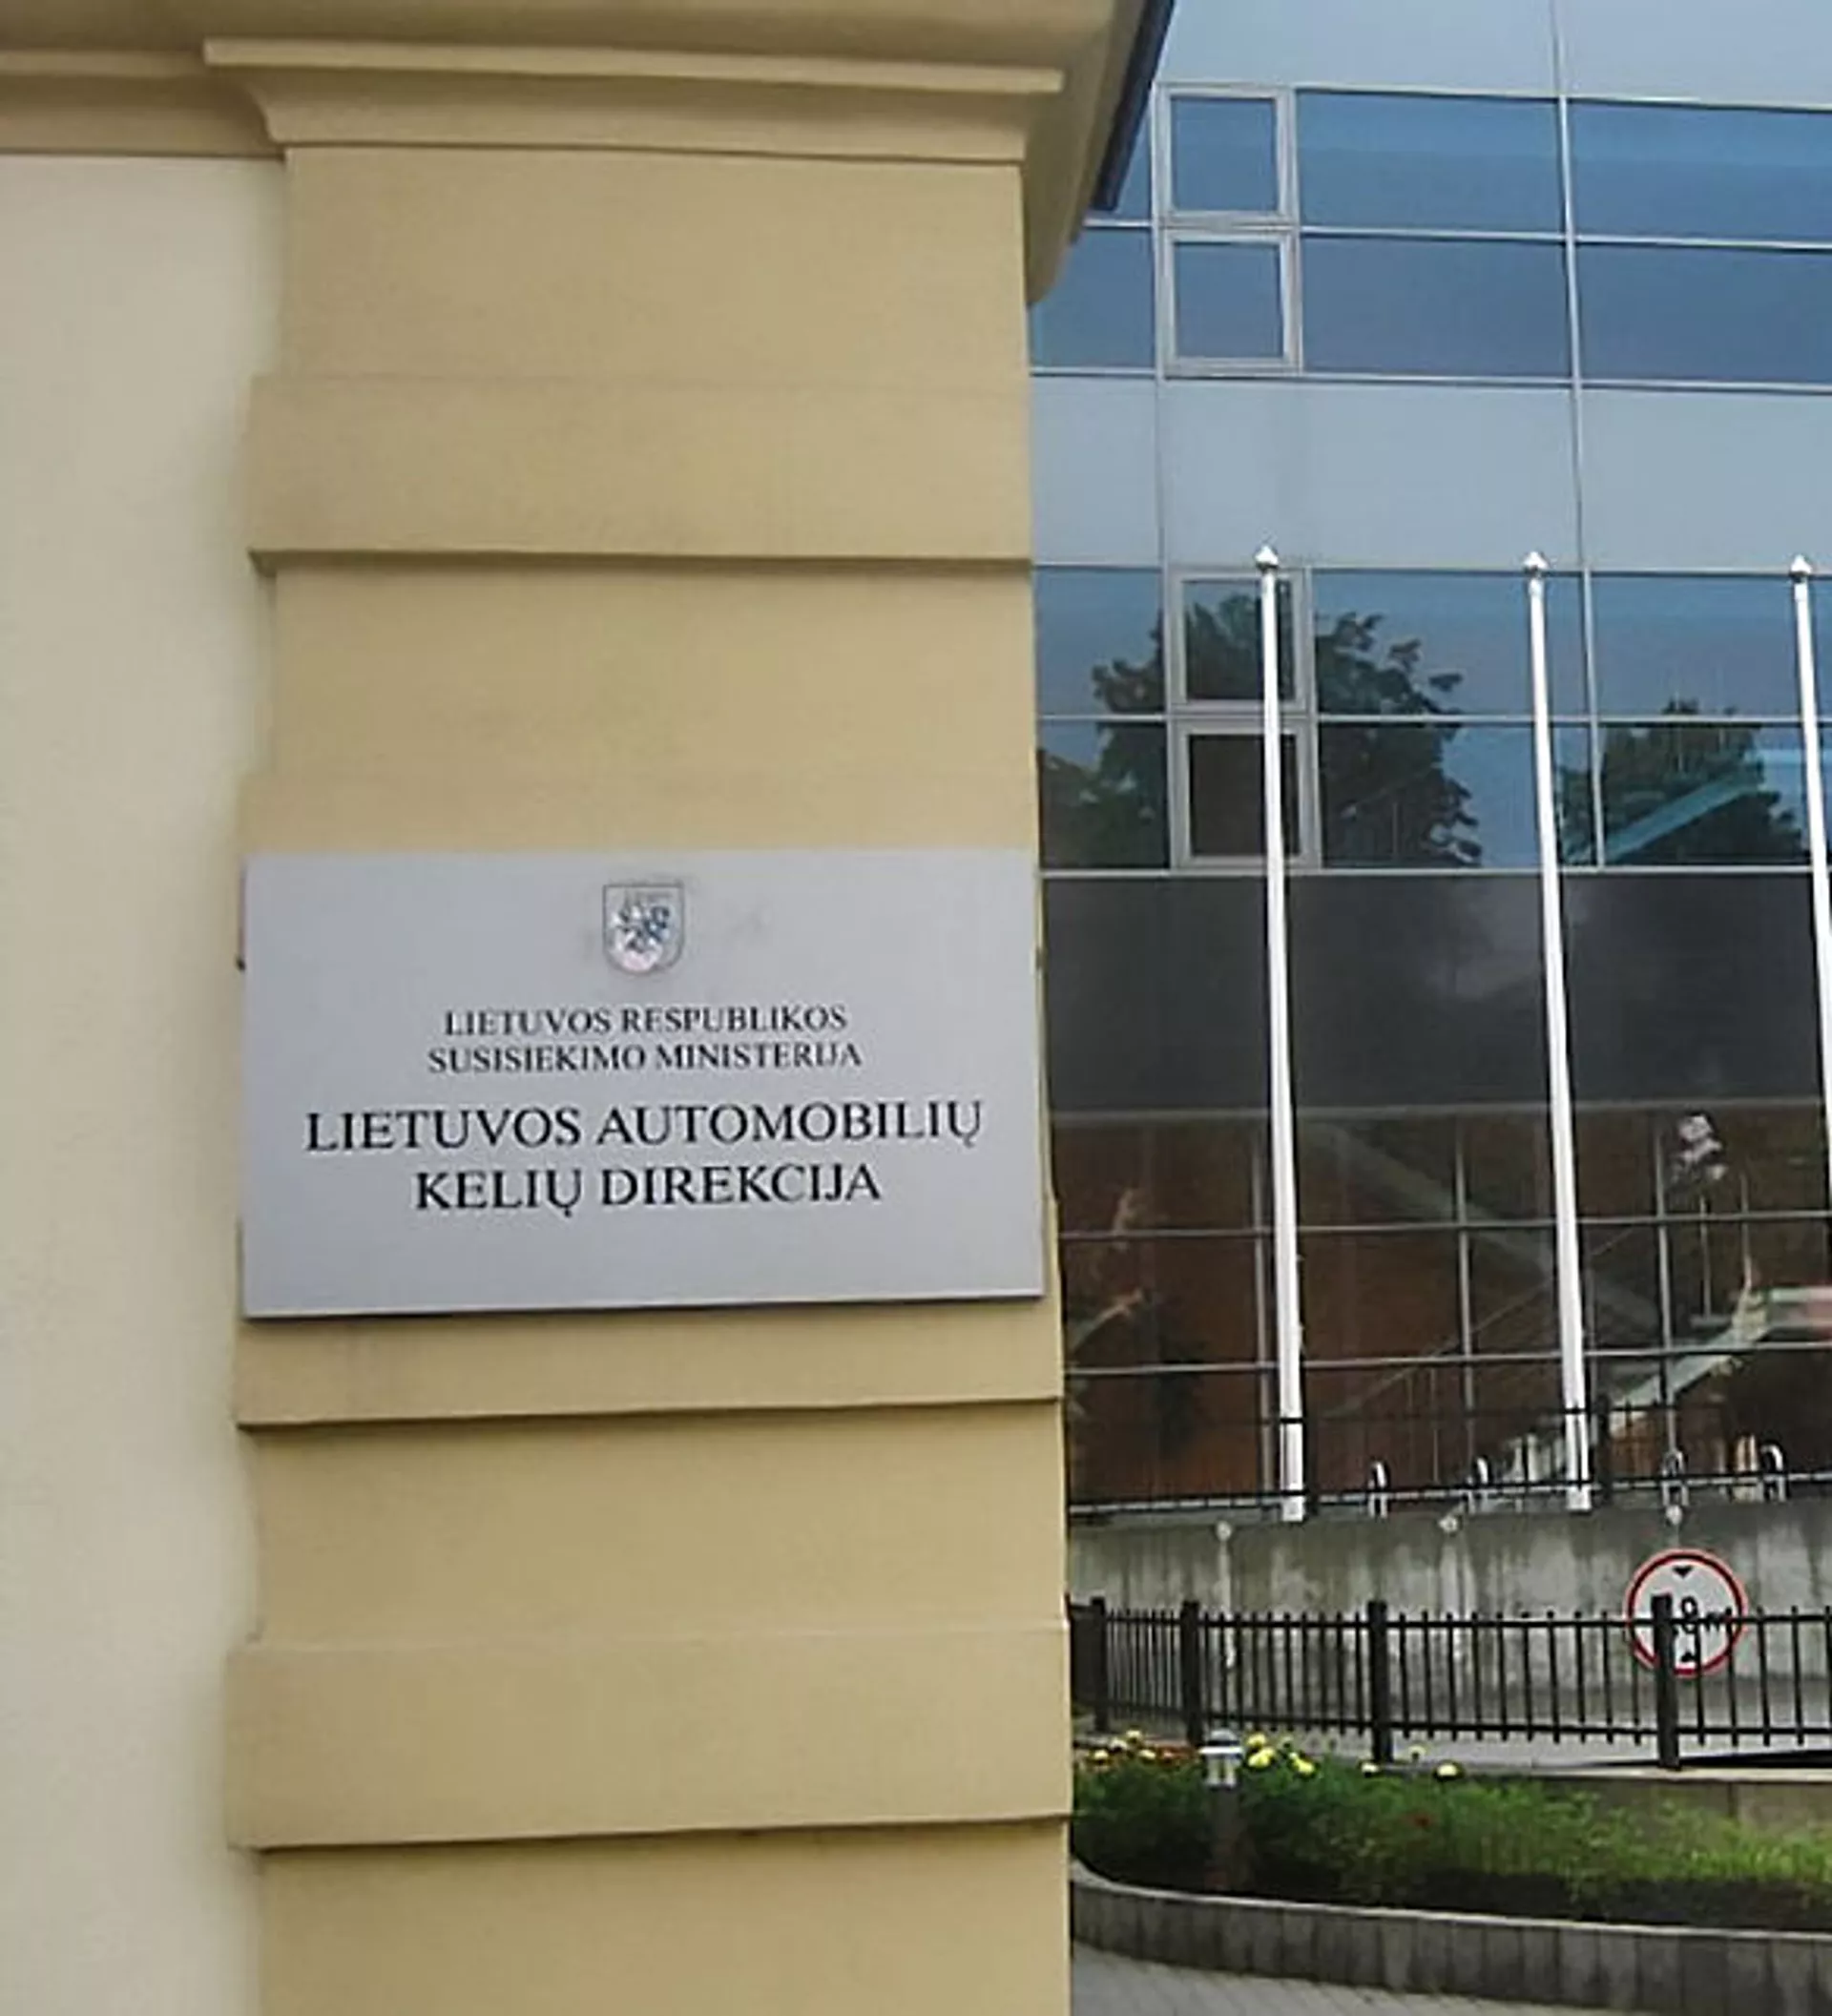 LIETUVOS RESPUBLIKOS
SUSISIEKIMO MINISTERIJA
LIETUVOS AUTOMOBILIŲ
KELIŲ DIREKCIJA